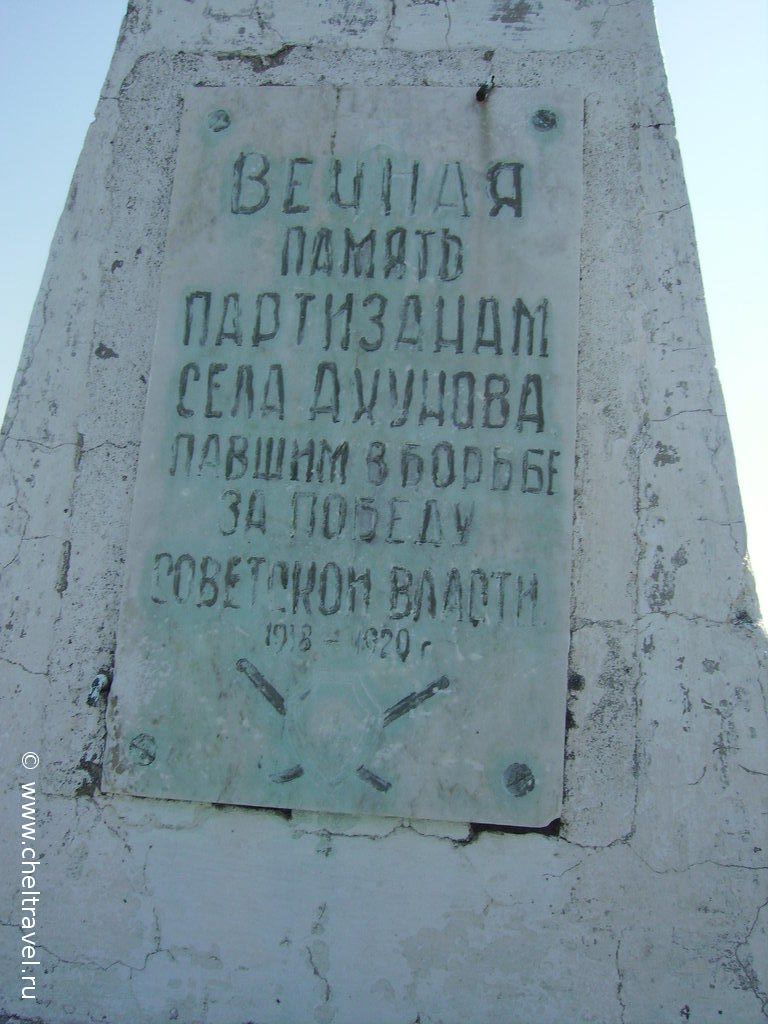 ВЕЧНАЯ
ПАМЯТЬ
ПАРТИЗАНАМ
СЕЛА АХУНОВА
ПАВШИМ В БОРЬБЕ
ЗА ПОБЕДУ
СОВЕТСКОЙ ВЛАСТИ.
1918 - 1920 г
© www.cheltravel.ru